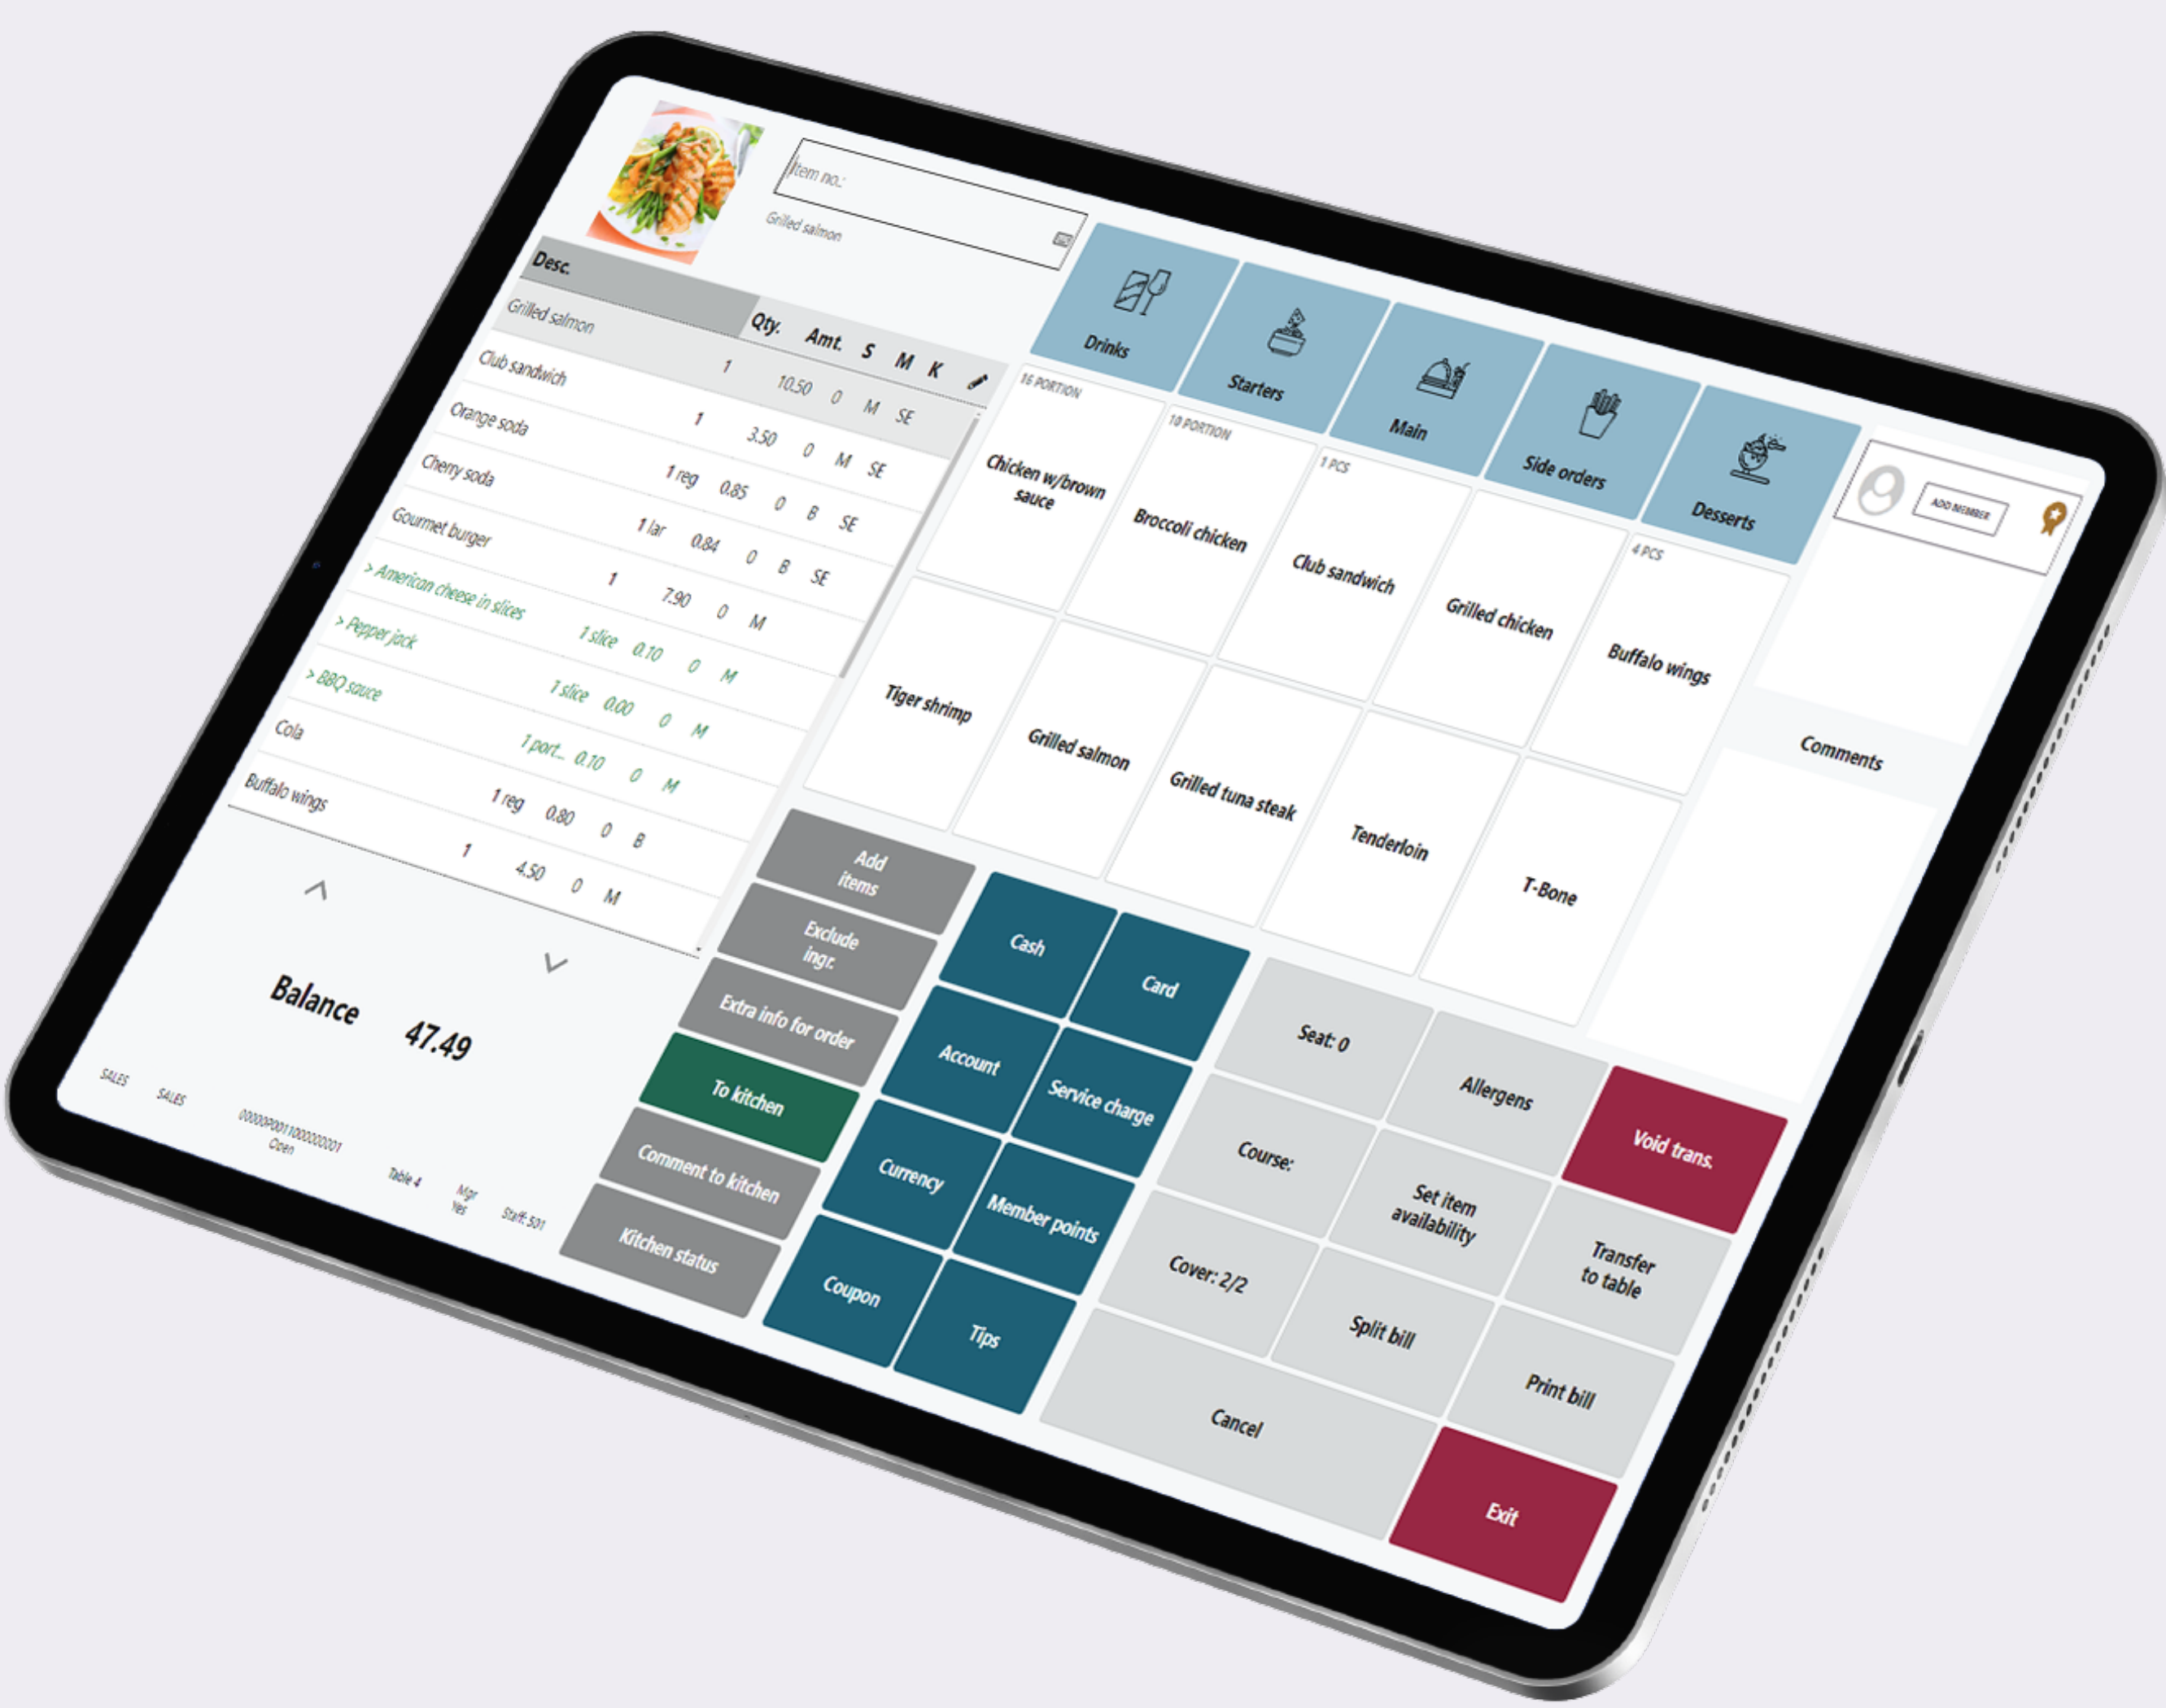 Item no.:
Grilled salmon
Desc. Qty. Amt. S M K
Grilled salmon 1 10.50 0 M SE
Club sandwich 1 3.50 0 M SE
Orange soda 1 reg 0.85 0 B SE
Cherry soda 1 lar 0.84 0 B SE
Gourmet burger 1 7.90 0 M
> American cheese in slices 1 slice 0.10 0 M
> Pepper jack 1 slice 0.00 0 M
> BBQ sauce 1 port... 0.10 0 M
Cola 1 reg 0.80 0 B
Buffalo wings 1 4.50 0 M
Balance 47.49
SALES
SALES
00000P0011000000001
Open
Table 4
Mgr
Yes
Staff: 501
Drinks
Starters
Main
Side orders
Desserts
ADD MEMBER
16 PORTION
Chicken w/brown
sauce
10 PORTION
Broccoli chicken
1 PCS
Club sandwich
Grilled chicken
4 PCS
Buffalo wings
Tiger shrimp
Grilled salmon
Grilled tuna steak
Tenderloin
T-Bone
Comments
Add
items
Exclude
ingr.
Extra info for order
To kitchen
Comment to kitchen
Kitchen status
Cash
Card
Account
Service charge
Currency
Member points
Coupon
Tips
Seat: 0
Allergens
Void trans.
Course:
Set item
availability
Transfer
to table
Cover: 2/2
Split bill
Print bill
Cancel
Exit